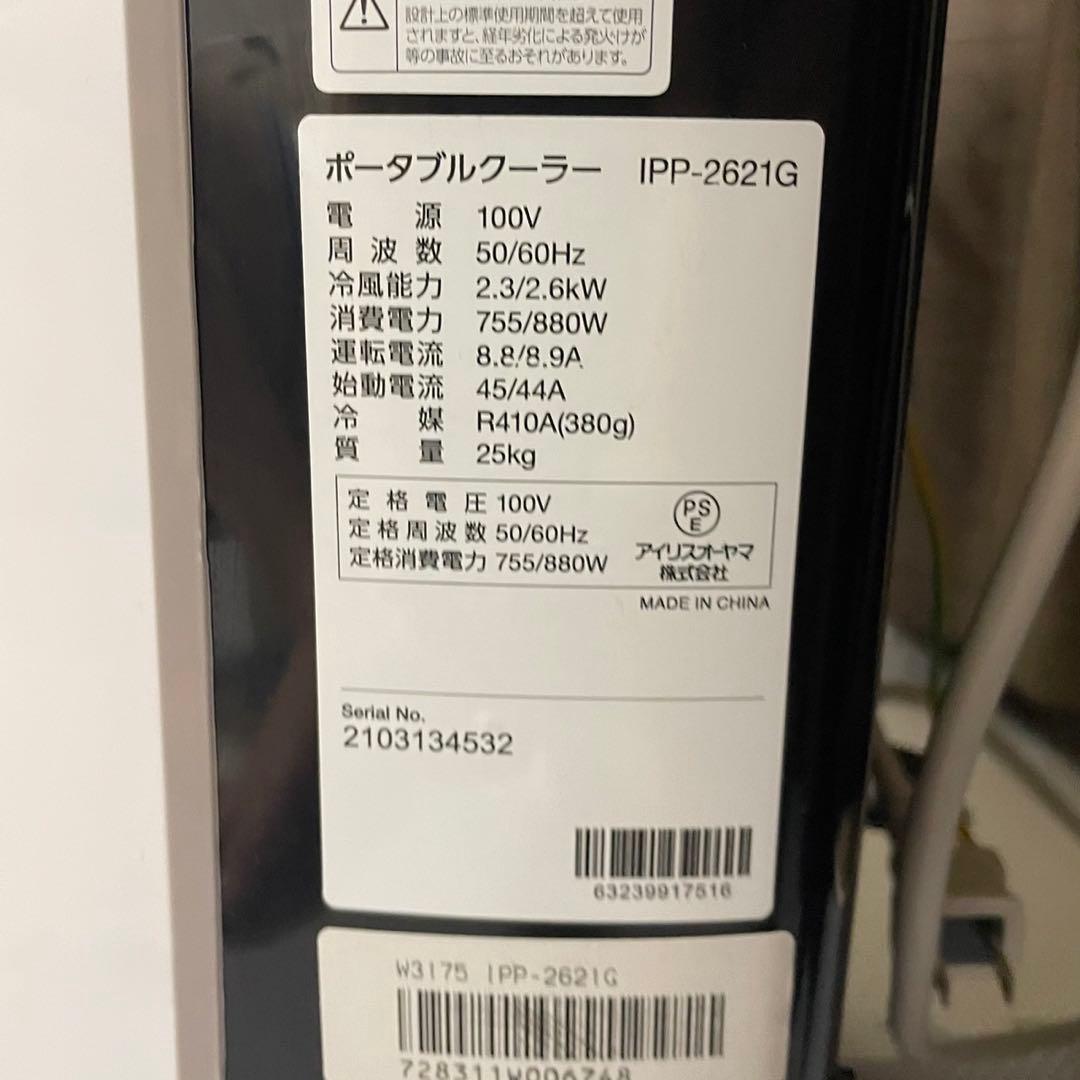 設計上の標準使用期間を超えて使用
されますと、経年劣化による発火けが
等の事故に至るおそれがあります。
ポータブルクーラー IPP-2621G
電源 100V
周波数 50/60Hz
冷風能力 2.3/2.6kW
消費電力 755/880W
運転電流 8.8/8.9A
始動電流 45/44A
冷媒 R410A(380g)
質量 25kg
定格電圧 100V
定格周波数 50/60Hz
定格消費電力 755/880W
PS
E
アイリスオーヤマ
株式会社
MADE IN CHINA
Serial No.
2103134532
63239917516
W3175 IPP-2621G